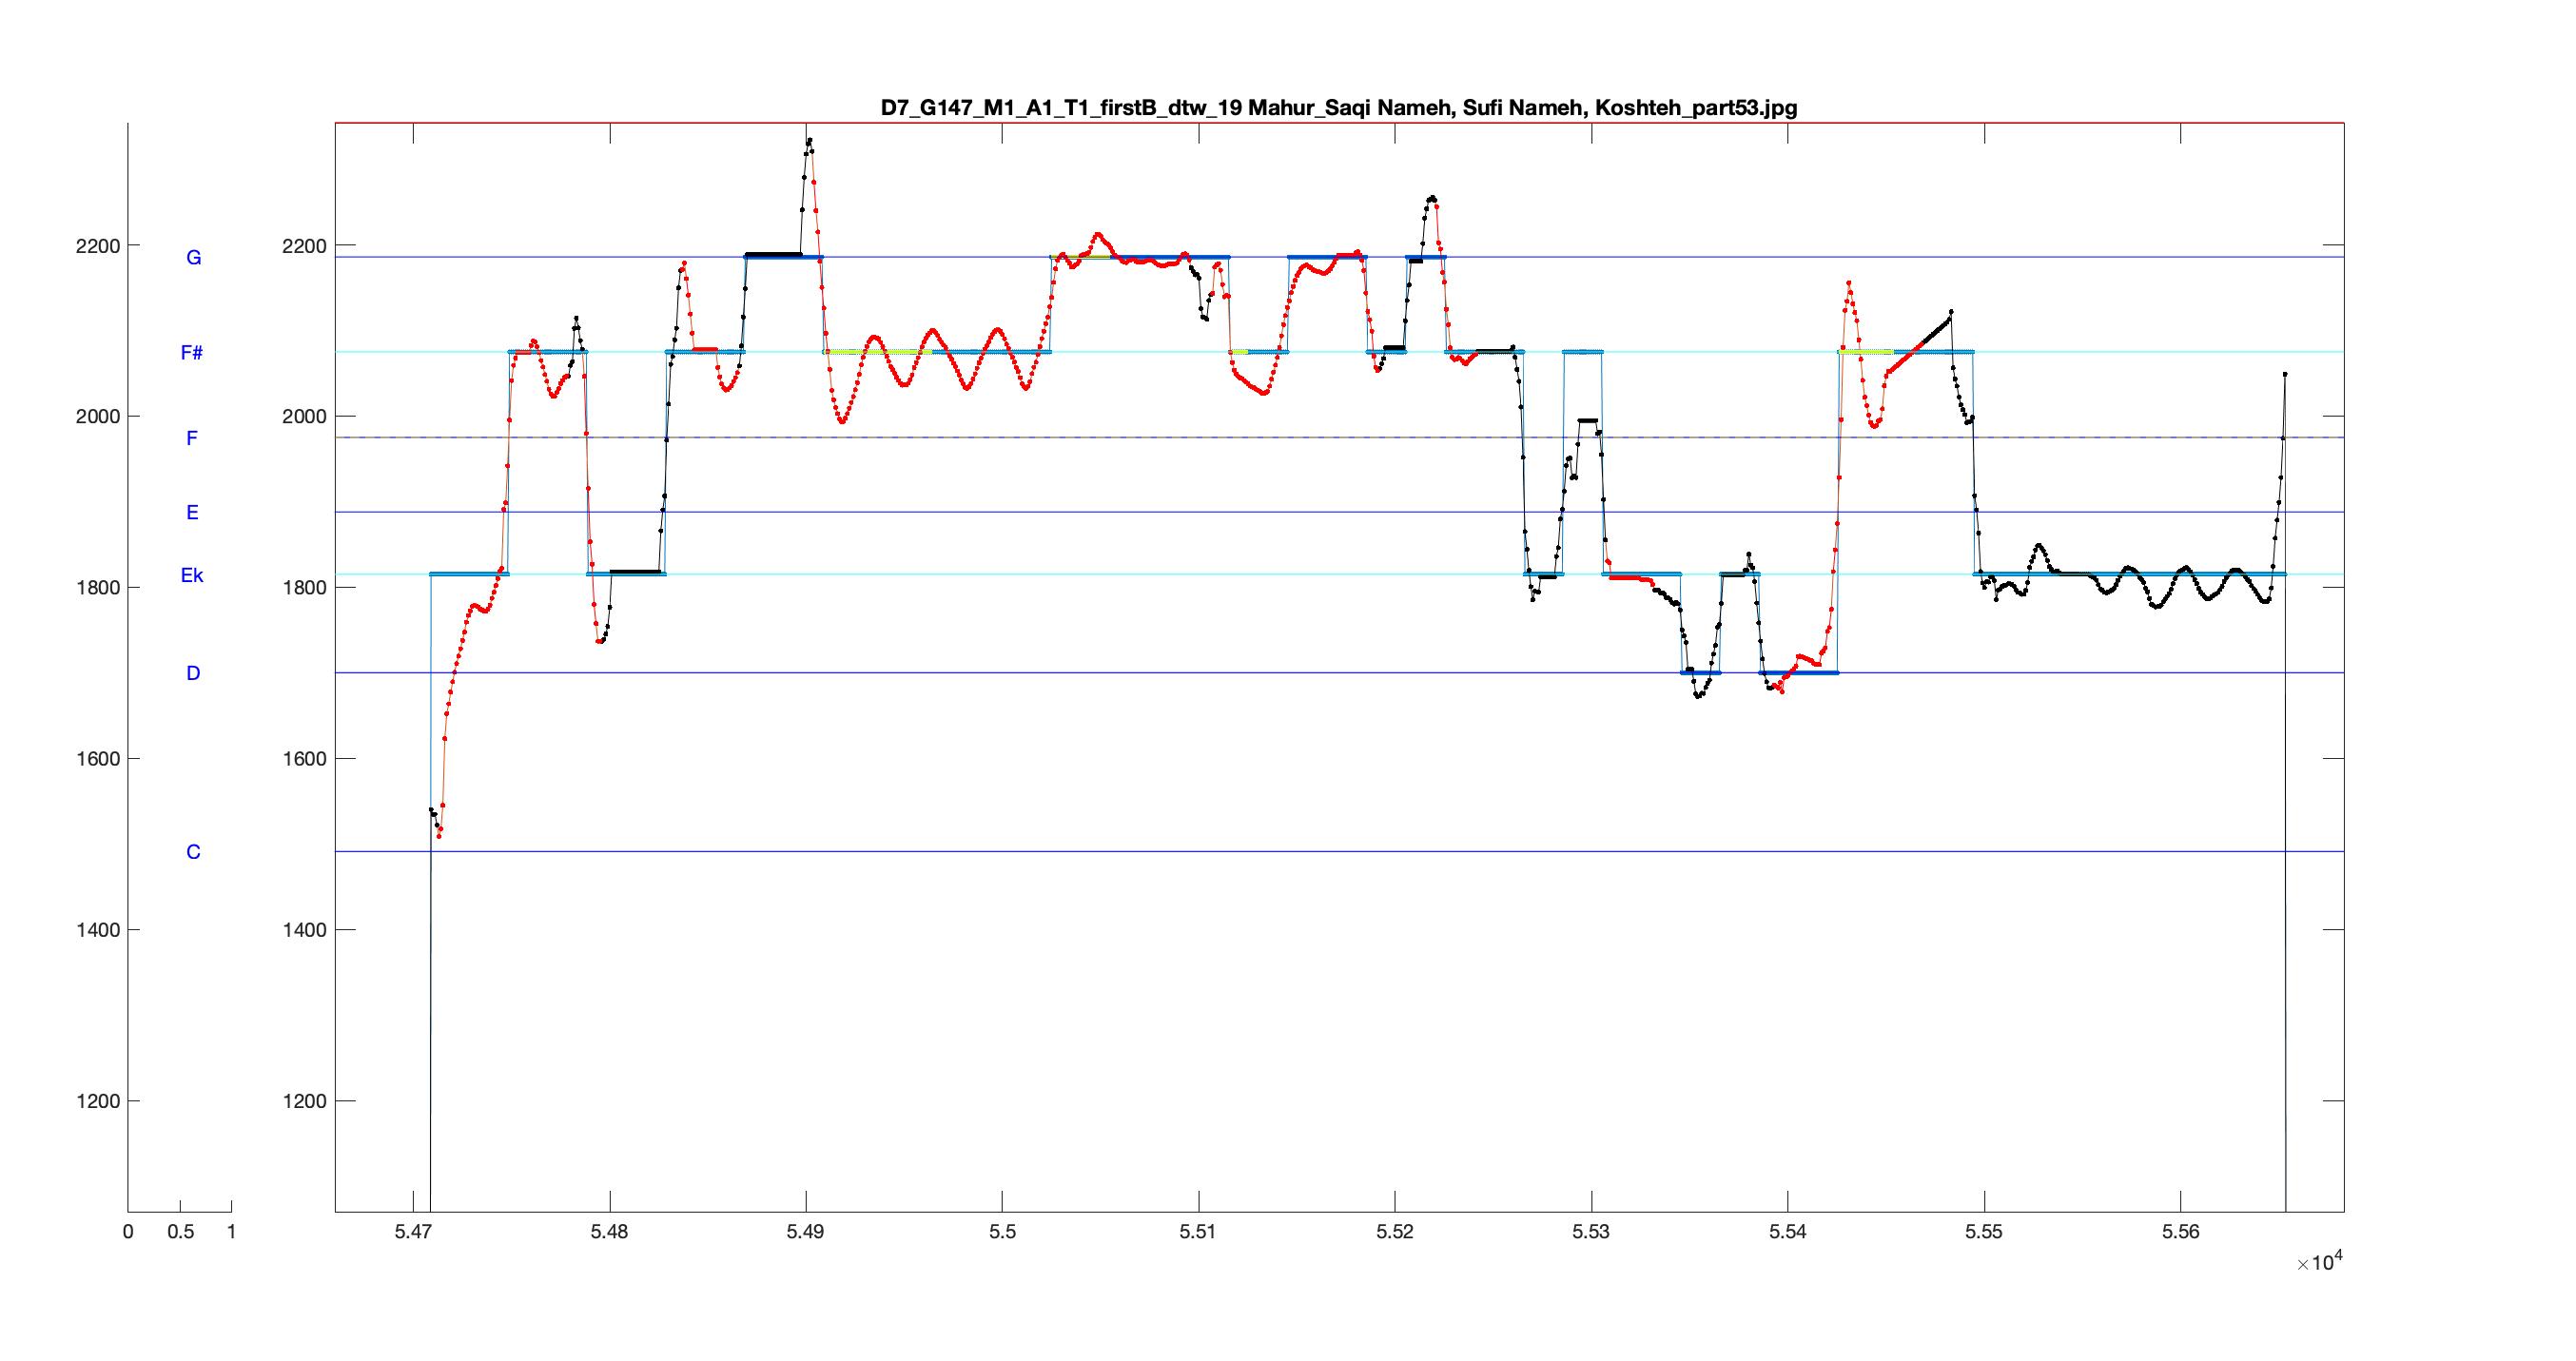 D7_G147_M1_A1_T1_firstB_dtw_19 Mahur_Saqi Nameh, Sufi Nameh, Koshteh_part53.jpg
2200 G 2200
F#
2000 2000
F
E
1800 Ek 1800
D
1600 1600
C
1400 1400
1200 1200
0 0.5 1 5.47 5.48 5.49 5.5 5.51 5.52 5.53 5.54 5.55 5.56
×10^4